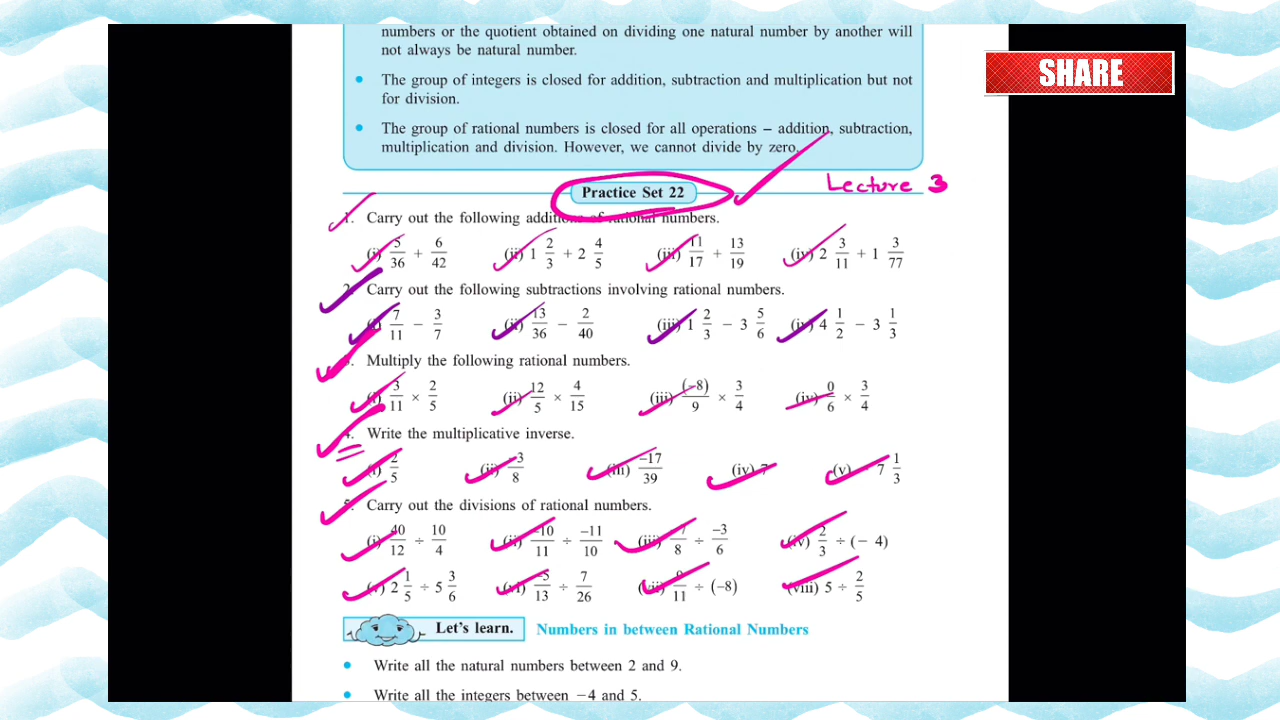 numbers or the quotient obtained on dividing one natural number by another will
not always be natural number.
SHARE
• The group of integers is closed for addition, subtraction and multiplication but not
for division.
• The group of rational numbers is closed for all operations – addition, subtraction,
multiplication and division. However, we cannot divide by zero.
Practice Set 22
Lecture 3
1. Carry out the following additions of rational numbers.
(i) 5/36 + 6/42 (ii) 1 2/3 + 2 4/5 (iii) 11/17 + 13/19 (iv) 2 3/11 + 1 3/77
2. Carry out the following subtractions involving rational numbers.
(i) 7/11 − 3/7 (ii) 13/36 − 2/40 (iii) 1 2/3 − 3 5/6 (iv) 4 1/2 − 3 1/3
3. Multiply the following rational numbers.
(i) 3/11 × 2/5 (ii) 12/5 × 4/15 (iii) (−8)/9 × 3/4 (iv) 0/6 × 3/4
4. Write the multiplicative inverse.
(i) 2/5 (ii) −3/8 (iii) −17/39 (iv) 7 (v) 7 1/3
5. Carry out the divisions of rational numbers.
(i) 40/12 ÷ 10/4 (ii) −10/11 ÷ −11/10 (iii) −7/8 ÷ −3/6 (iv) 2/3 ÷ (− 4)
(v) 2 1/5 ÷ 5 3/6 (vi) −5/13 ÷ 7/26 (vii) 9/11 ÷ (−8) (viii) 5 ÷ 2/5
Let's learn. Numbers in between Rational Numbers
• Write all the natural numbers between 2 and 9.
• Write all the integers between −4 and 5.